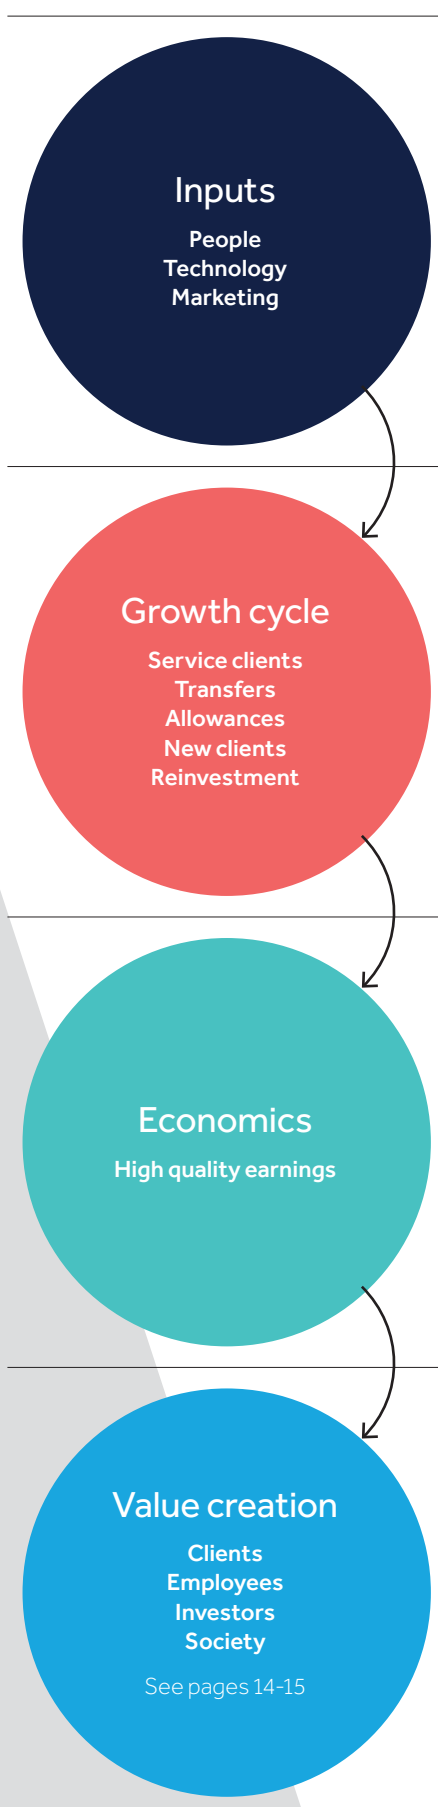 Inputs
People
Technology
Marketing
Growth cycle
Service clients
Transfers
Allowances
New clients
Reinvestment
Economics
High quality earnings
Value creation
Clients
Employees
Investors
Society
See pages 14-15